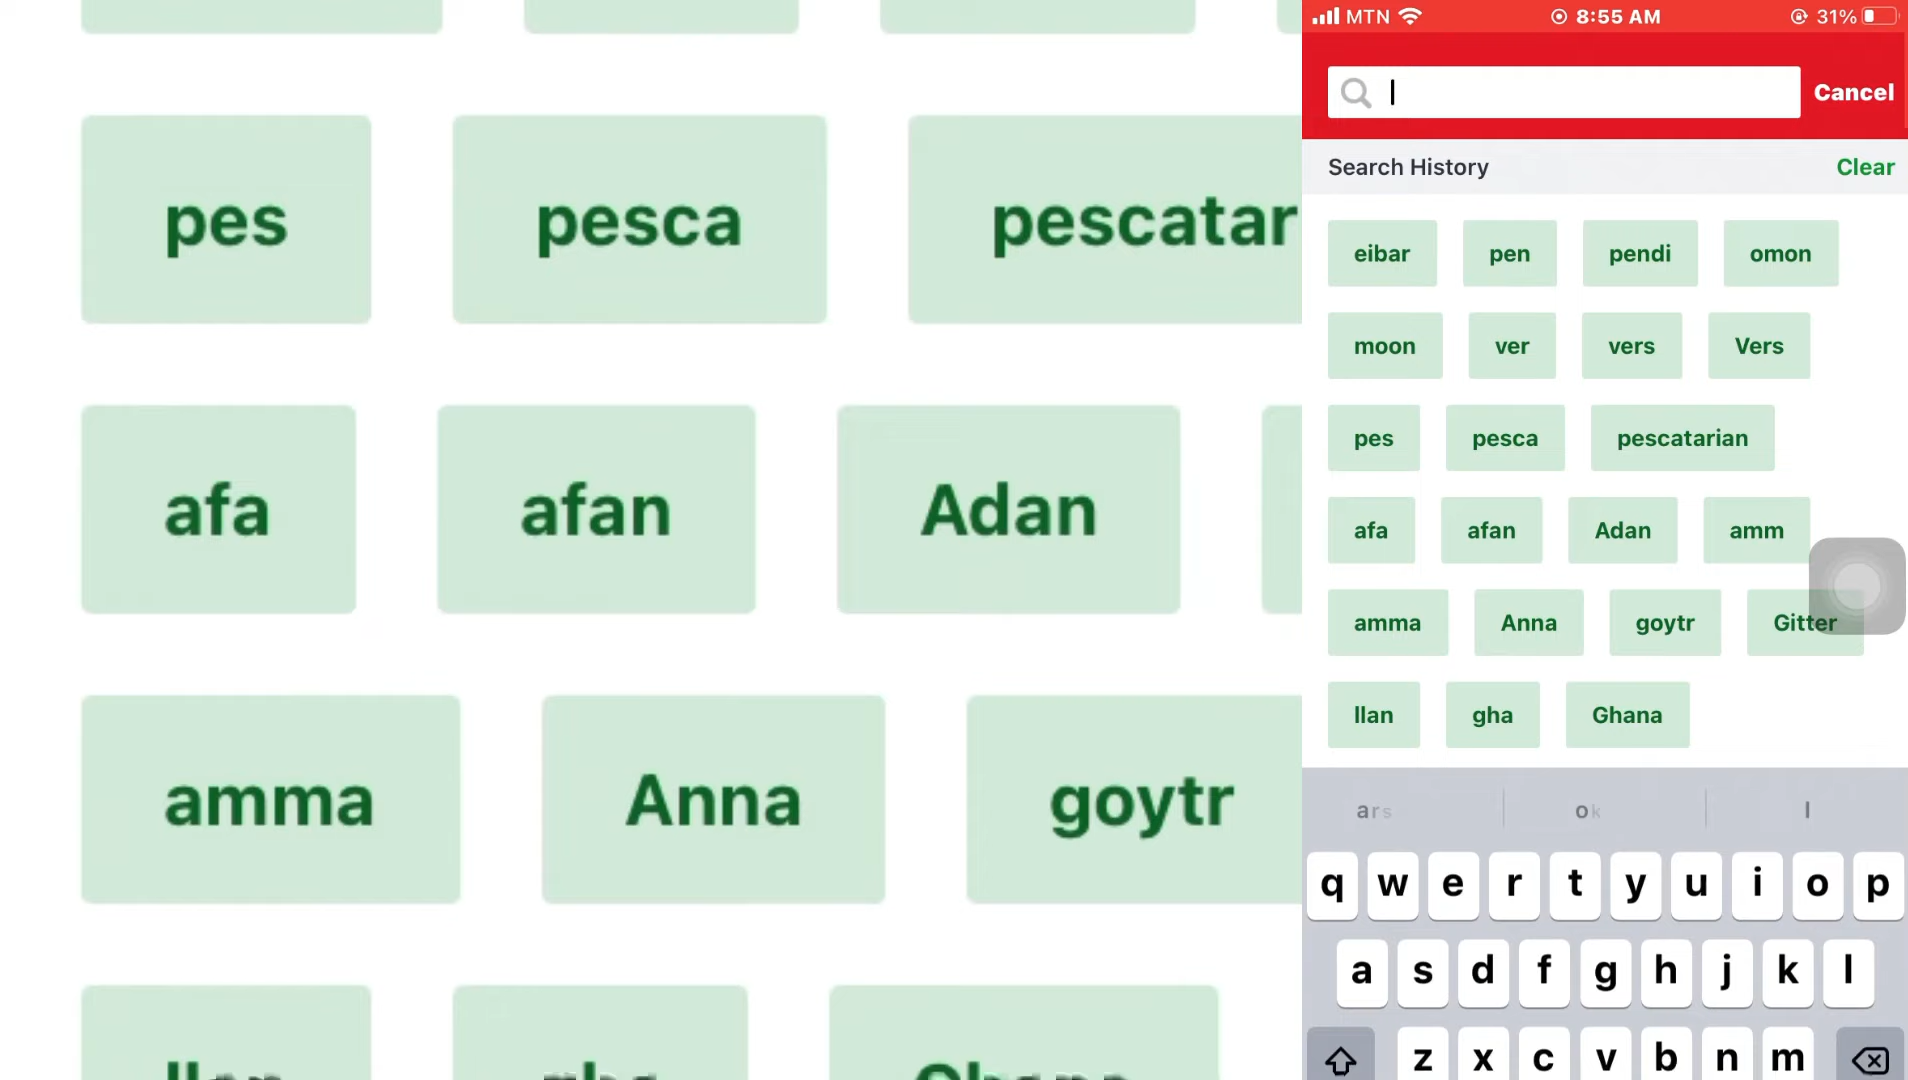 pes pesca pescatar
afa afan Adan
amma Anna goytr
MTN 8:55 AM 31%
Cancel
Search History Clear
eibar pen pendi omon
moon ver vers Vers
pes pesca pescatarian
afa afan Adan amm
amma Anna goytr Gitter
llan gha Ghana
ars ok I
q w e r t y u i o p
a s d f g h j k l
z x c v b n m